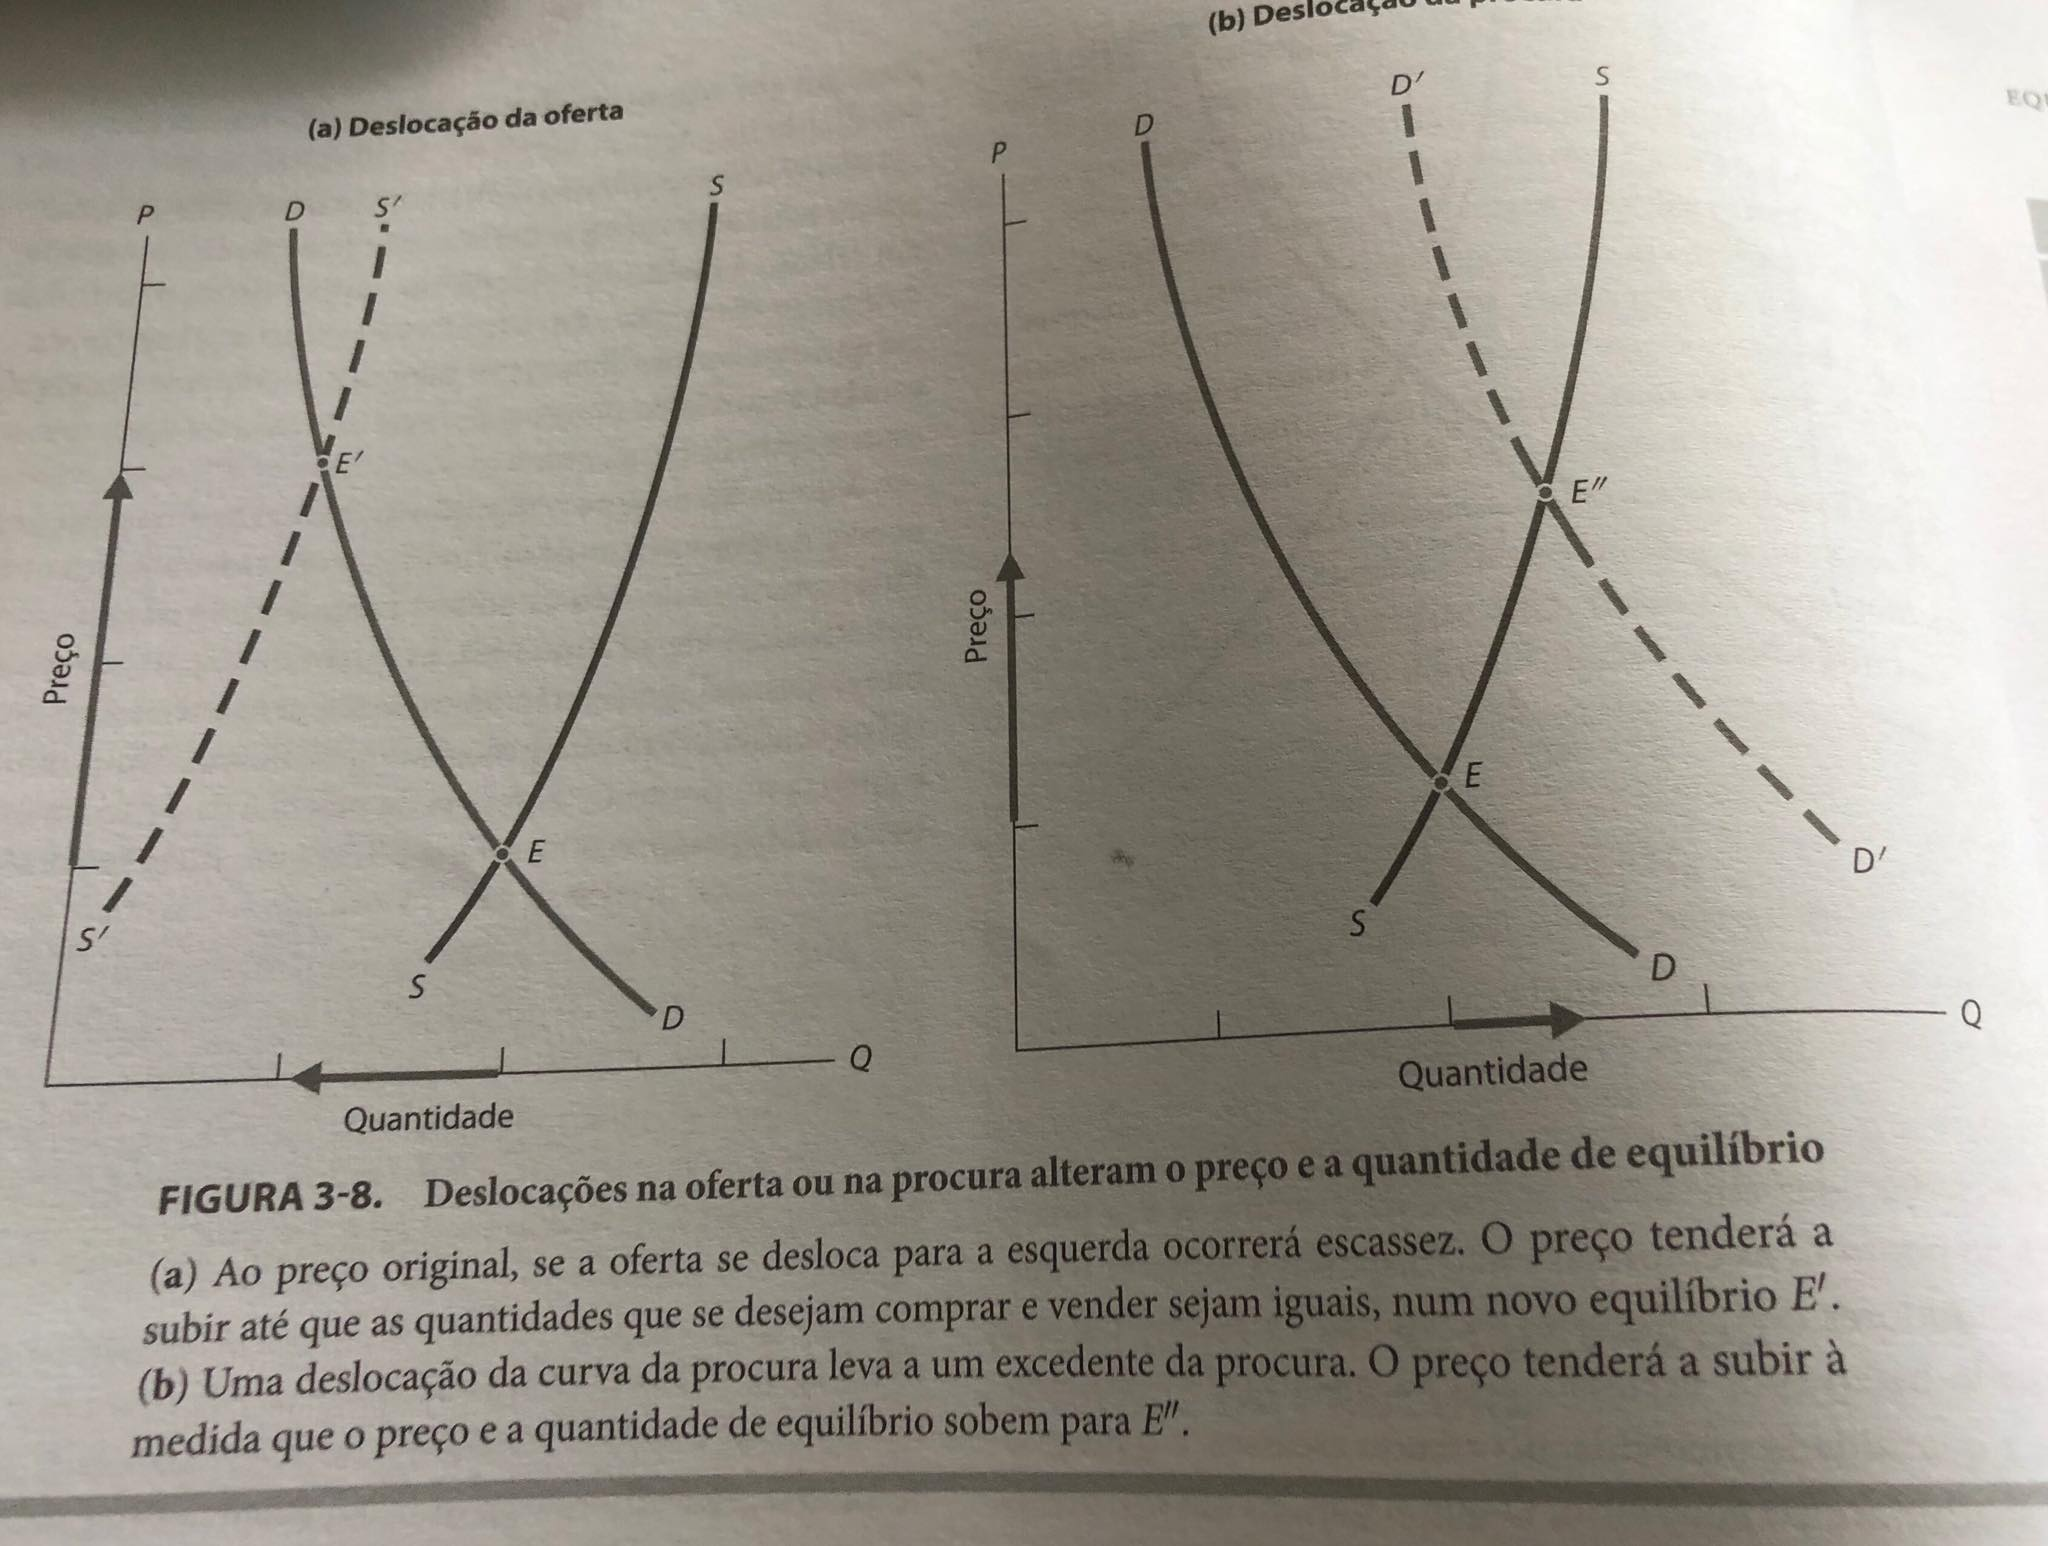 (b) Deslocação
(a) Deslocação da oferta
P
D
S′
S
E′
E
Preço
S′
S
D
Q
Quantidade
P
D
D′
S
E″
E
Preço
S
D
D′
Q
Quantidade
FIGURA 3-8. Deslocações na oferta ou na procura alteram o preço e a quantidade de equilíbrio
(a) Ao preço original, se a oferta se desloca para a esquerda ocorrerá escassez. O preço tenderá a
subir até que as quantidades que se desejam comprar e vender sejam iguais, num novo equilíbrio E′.
(b) Uma deslocação da curva da procura leva a um excedente da procura. O preço tenderá a subir à
medida que o preço e a quantidade de equilíbrio sobem para E″.